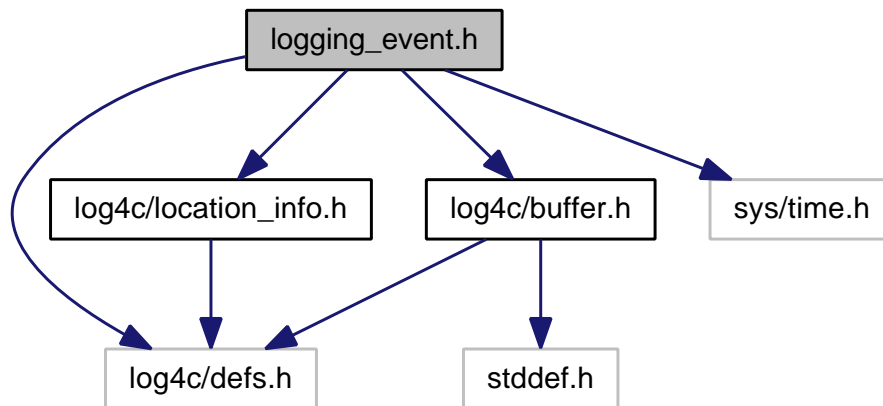 logging_event.h
log4c/location_info.h
log4c/buffer.h
sys/time.h
log4c/defs.h
stddef.h